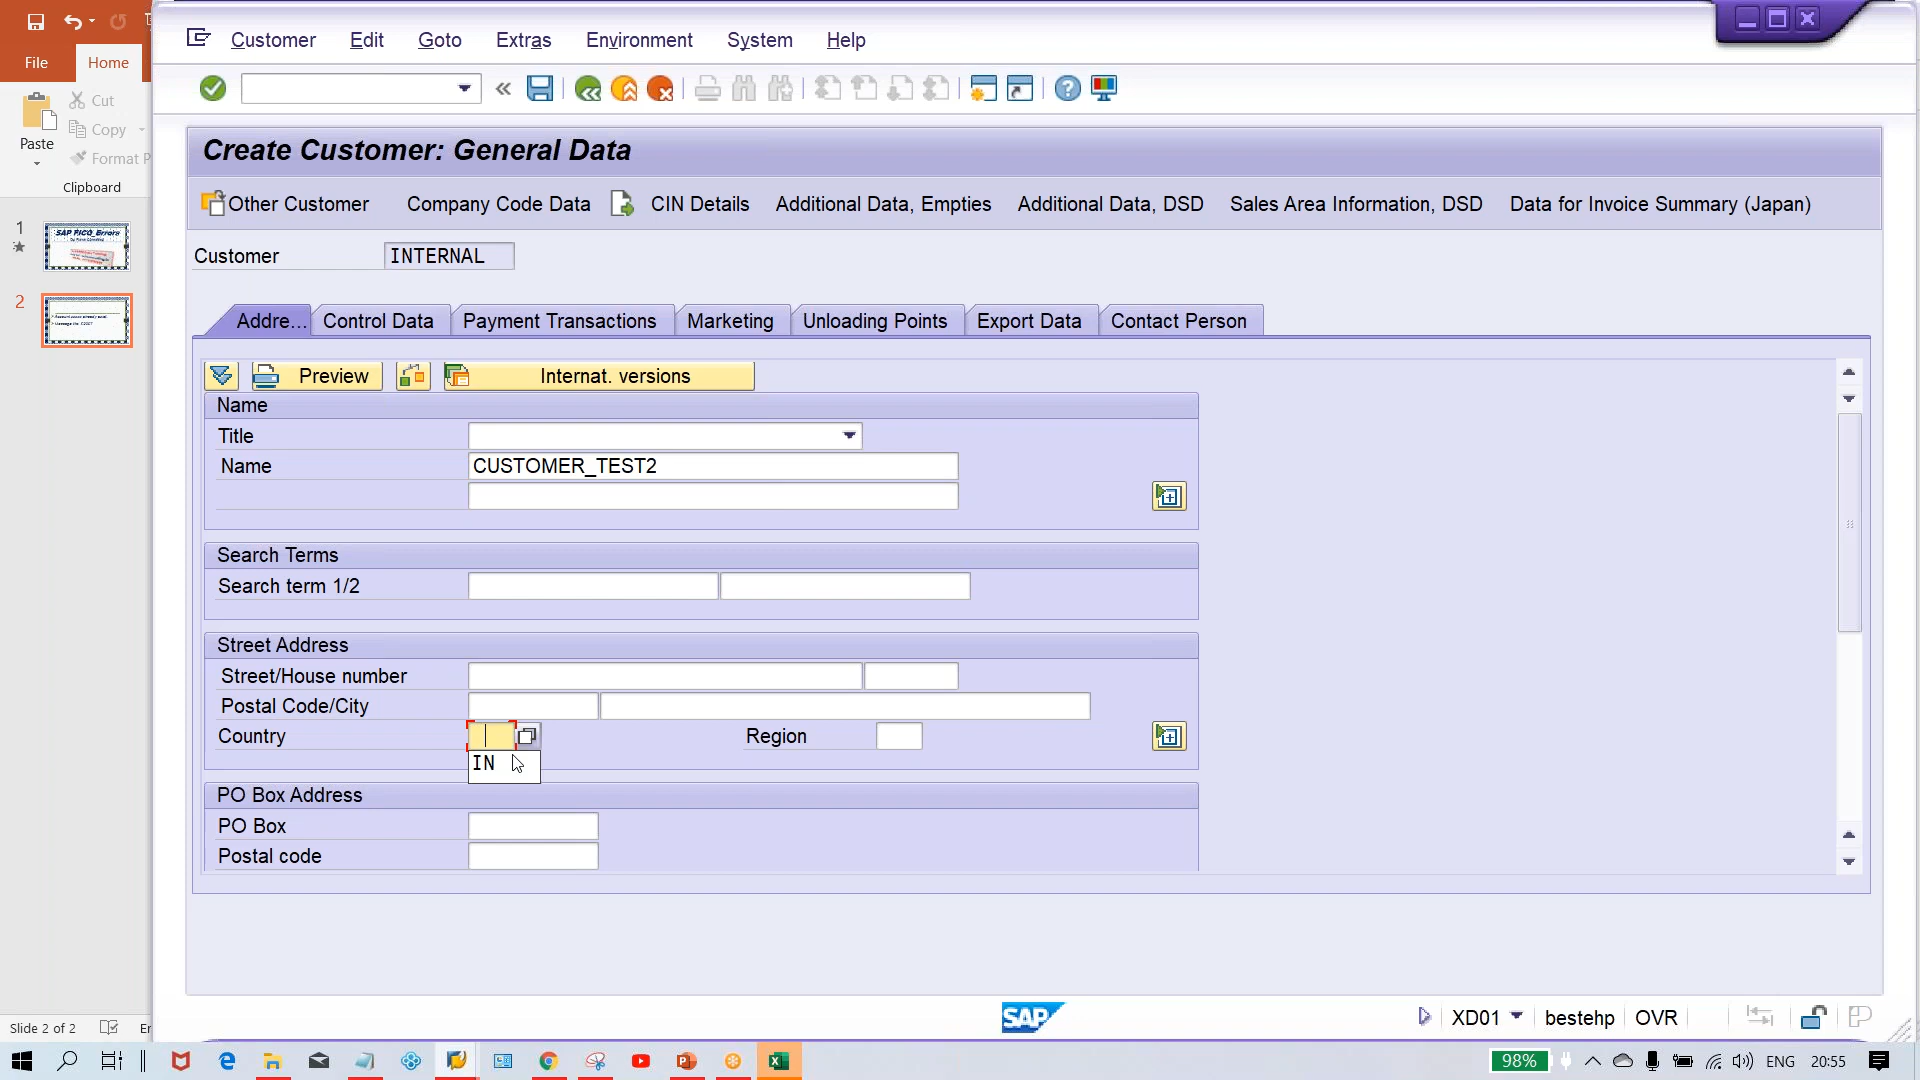 File
Home
Cut
Copy
Format P
Paste
Clipboard
1
2
SAP FICO_Errors
Slide 2 of 2
Customer Edit Goto Extras Environment System Help
Create Customer: General Data
Other Customer Company Code Data CIN Details Additional Data, Empties Additional Data, DSD Sales Area Information, DSD Data for Invoice Summary (Japan)
Customer INTERNAL
Addre... Control Data Payment Transactions Marketing Unloading Points Export Data Contact Person
Preview Internat. versions
Name
Title
Name CUSTOMER_TEST2
Search Terms
Search term 1/2
Street Address
Street/House number
Postal Code/City
Country Region
IN
PO Box Address
PO Box
Postal code
SAP XD01 bestehp OVR
98% ENG 20:55